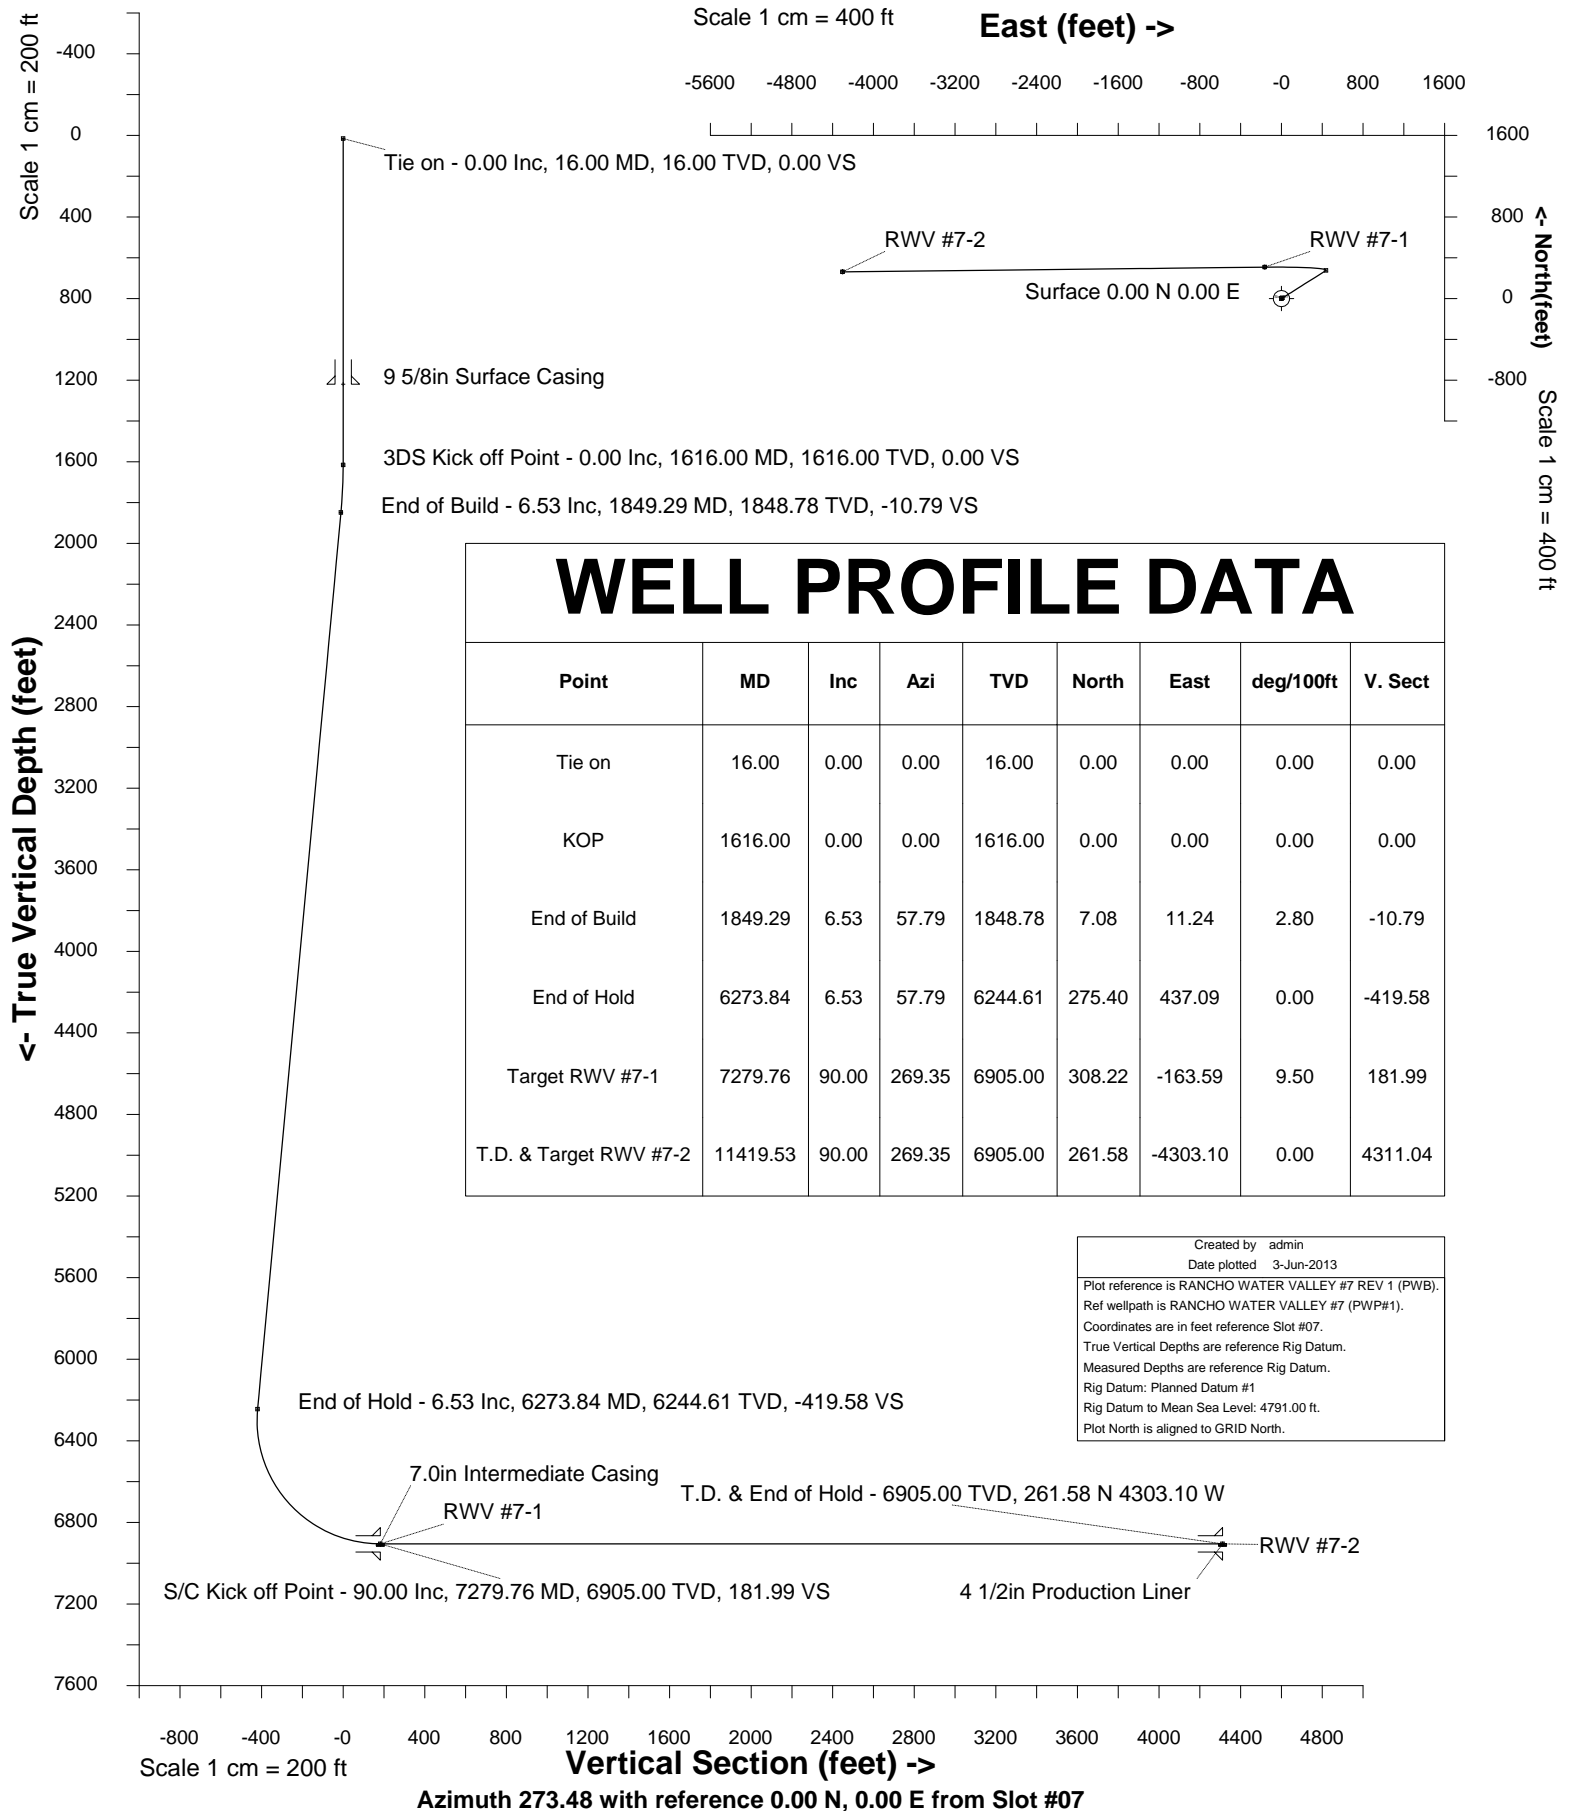 Scale 1 cm = 400 ft
East (feet) ->
-5600 -4800 -4000 -3200 -2400 -1600 -800 -0 800 1600
Scale 1 cm = 200 ft
-400
0
400
800
1200
1600
2000
2400
2800
3200
3600
4000
4400
4800
5200
5600
6000
6400
6800
7200
7600
<- True Vertical Depth (feet)
1600
800
0
-800
<- North(feet)
Scale 1 cm = 400 ft
Tie on - 0.00 Inc, 16.00 MD, 16.00 TVD, 0.00 VS
RWV #7-2
RWV #7-1
Surface 0.00 N 0.00 E
9 5/8in Surface Casing
3DS Kick off Point - 0.00 Inc, 1616.00 MD, 1616.00 TVD, 0.00 VS
End of Build - 6.53 Inc, 1849.29 MD, 1848.78 TVD, -10.79 VS
WELL PROFILE DATA
Point MD Inc Azi TVD North East deg/100ft V. Sect
Tie on 16.00 0.00 0.00 16.00 0.00 0.00 0.00 0.00
KOP 1616.00 0.00 0.00 1616.00 0.00 0.00 0.00 0.00
End of Build 1849.29 6.53 57.79 1848.78 7.08 11.24 2.80 -10.79
End of Hold 6273.84 6.53 57.79 6244.61 275.40 437.09 0.00 -419.58
Target RWV #7-1 7279.76 90.00 269.35 6905.00 308.22 -163.59 9.50 181.99
T.D. & Target RWV #7-2 11419.53 90.00 269.35 6905.00 261.58 -4303.10 0.00 4311.04
Created by admin
Date plotted 3-Jun-2013
Plot reference is RANCHO WATER VALLEY #7 REV 1 (PWB).
Ref wellpath is RANCHO WATER VALLEY #7 (PWP#1).
Coordinates are in feet reference Slot #07.
True Vertical Depths are reference Rig Datum.
Measured Depths are reference Rig Datum.
Rig Datum: Planned Datum #1
Rig Datum to Mean Sea Level: 4791.00 ft.
Plot North is aligned to GRID North.
End of Hold - 6.53 Inc, 6273.84 MD, 6244.61 TVD, -419.58 VS
7.0in Intermediate Casing
T.D. & End of Hold - 6905.00 TVD, 261.58 N 4303.10 W
RWV #7-1
RWV #7-2
S/C Kick off Point - 90.00 Inc, 7279.76 MD, 6905.00 TVD, 181.99 VS
4 1/2in Production Liner
-800 -400 -0 400 800 1200 1600 2000 2400 2800 3200 3600 4000 4400 4800
Scale 1 cm = 200 ft
Vertical Section (feet) ->
Azimuth 273.48 with reference 0.00 N, 0.00 E from Slot #07